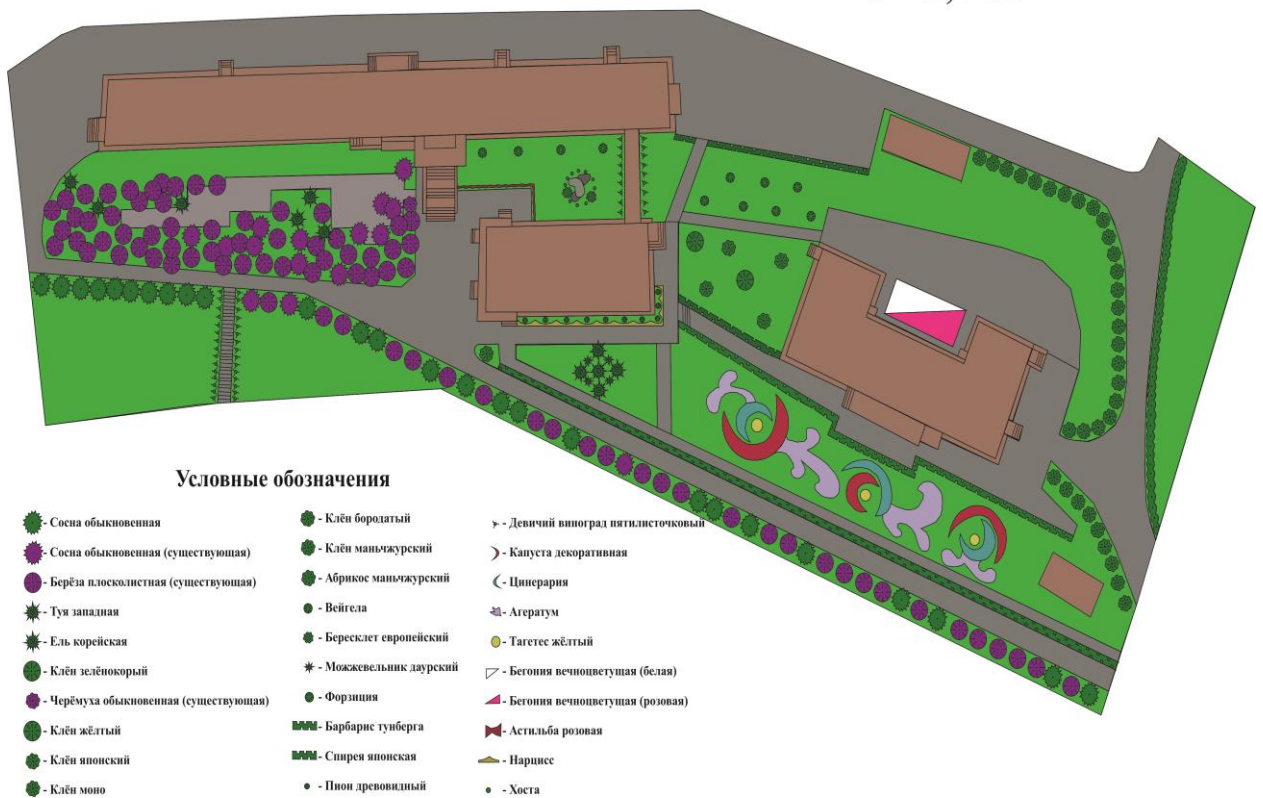 Условные обозначения
- Сосна обыкновенная
- Сосна обыкновенная (существующая)
- Берёза плосколистная (существующая)
- Туя западная
- Ель корейская
- Клён зелёнокорый
- Черёмуха обыкновенная (существующая)
- Клён жёлтый
- Клён японский
- Клён моно
- Клён бородатый
- Клён маньчжурский
- Абрикос маньчжурский
- Вейгела
- Бересклет европейский
- Можжевельник даурский
- Форзиция
- Барбарис тунберга
- Спирея японская
- Пион древовидный
- Девичий виноград пятилисточковый
- Капуста декоративная
- Цинерария
- Агератум
- Тагетес жёлтый
- Бегония вечноцветущая (белая)
- Бегония вечноцветущая (розовая)
- Астильба розовая
- Нарцисс
- Хоста